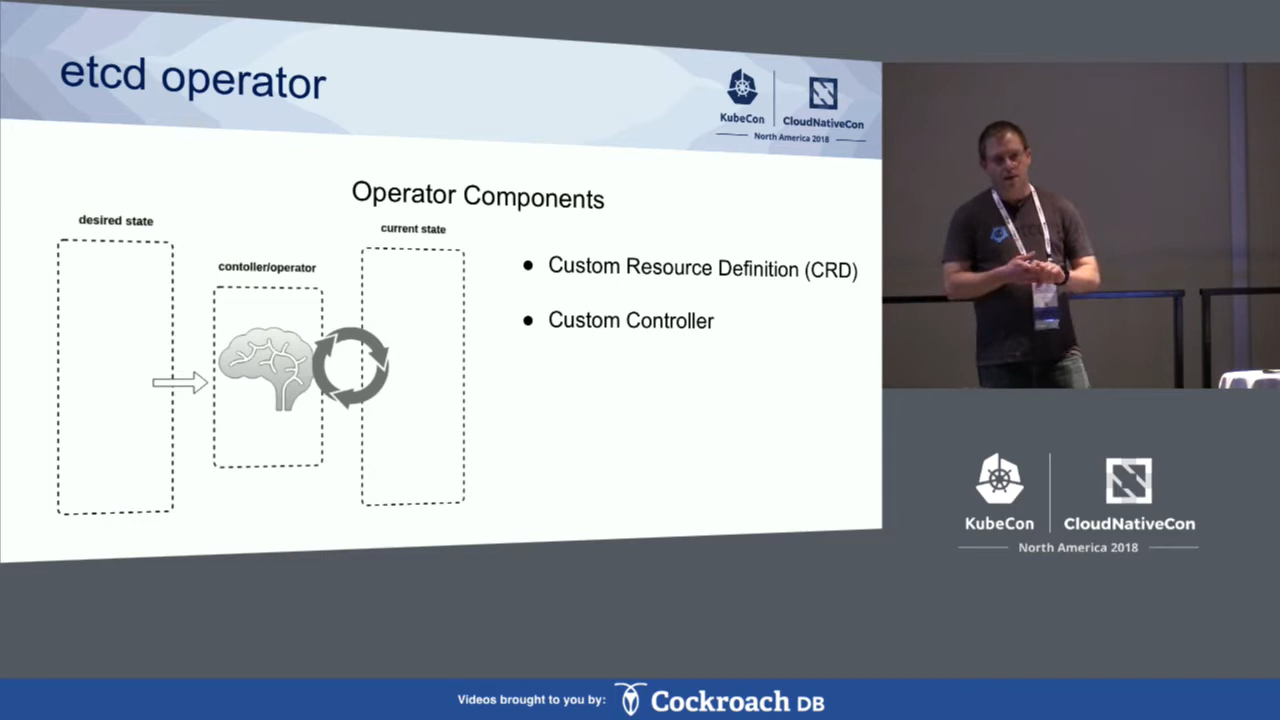 etcd operator
KubeCon
CloudNativeCon
North America 2018
Operator Components
desired state
contoller/operator
current state
● Custom Resource Definition (CRD)
● Custom Controller
KubeCon
CloudNativeCon
North America 2018
Videos brought to you by: Cockroach DB